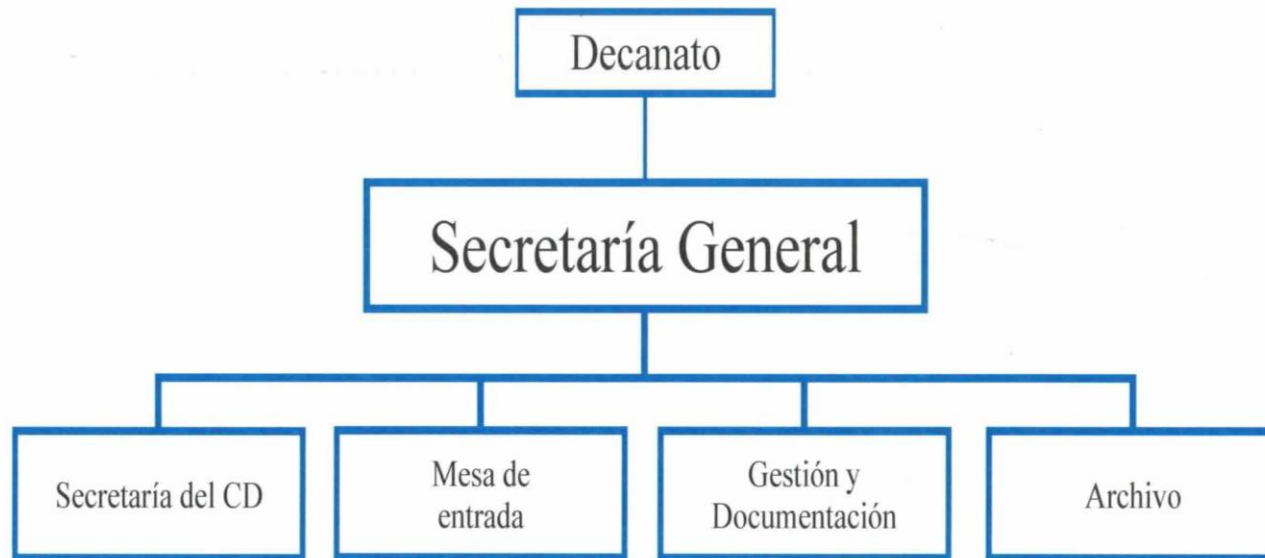 Decanato
Secretaría General
Secretaría del CD
Mesa de
entrada
Gestión y
Documentación
Archivo